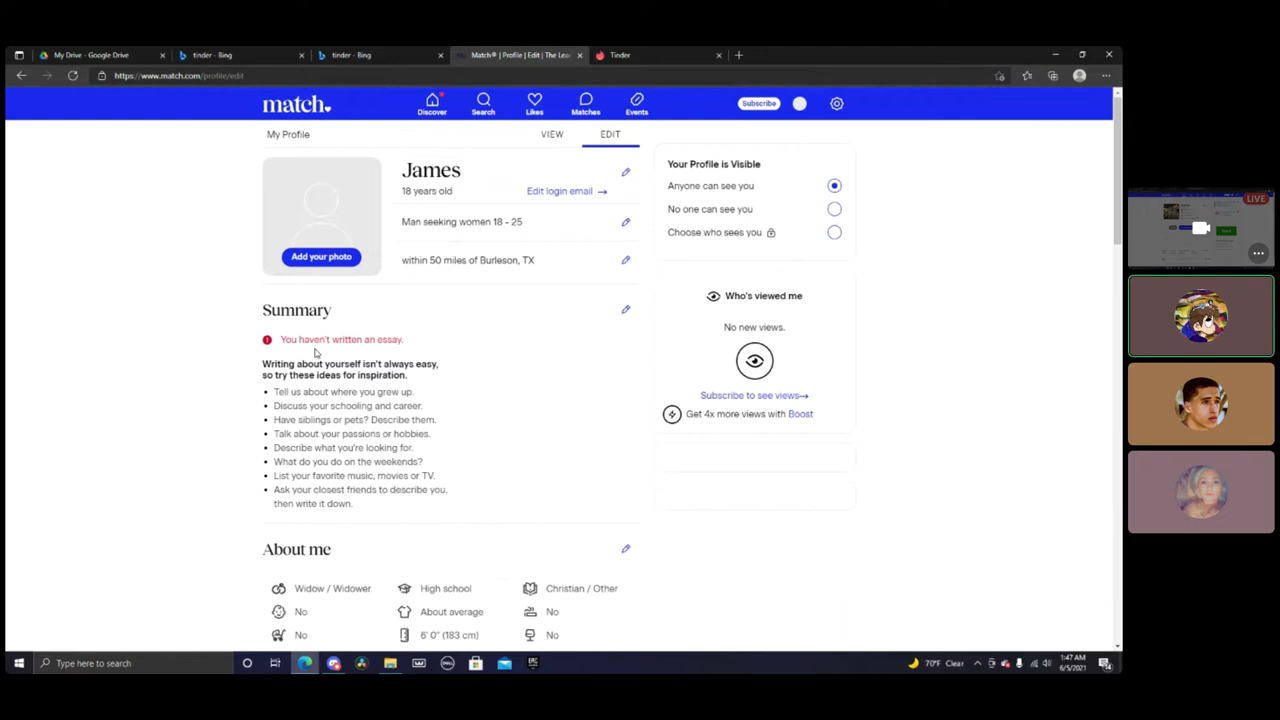 My Drive - Google Drive
tinder - Bing
tinder - Bing
Match® | Profile | Edit | The Lea
Tinder
https://www.match.com/profile/edit
match
Discover
Search
Likes
Matches
Events
Subscribe
My Profile
VIEW
EDIT
James
18 years old
Edit login email →
Man seeking women 18 - 25
within 50 miles of Burleson, TX
Add your photo
Your Profile is Visible
Anyone can see you
No one can see you
Choose who sees you
Summary
You haven't written an essay.
Writing about yourself isn't always easy,
so try these ideas for inspiration.
• Tell us about where you grew up.
• Discuss your schooling and career.
• Have siblings or pets? Describe them.
• Talk about your passions or hobbies.
• Describe what you're looking for.
• What do you do on the weekends?
• List your favorite music, movies or TV.
• Ask your closest friends to describe you,
then write it down.
Who's viewed me
No new views.
Subscribe to see views→
Get 4x more views with Boost
About me
Widow / Widower
High school
Christian / Other
No
About average
No
No
6' 0" (183 cm)
No
LIVE
Type here to search
DELL
EPIC
70°F Clear
1:47 AM
6/5/2021